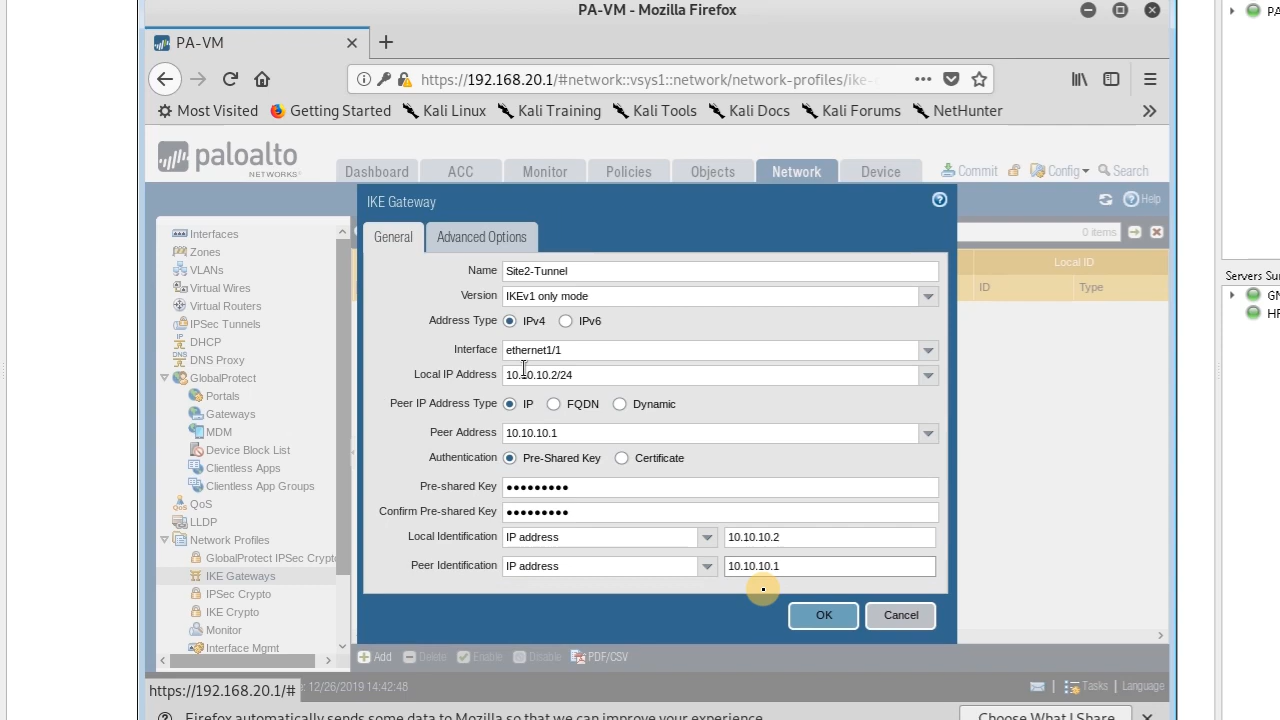 PA-VM - Mozilla Firefox
PA-VM
https://192.168.20.1/#network::vsys1::network/network-profiles/ike-
Most Visited Getting Started Kali Linux Kali Training Kali Tools Kali Docs Kali Forums NetHunter
paloalto
NETWORKS
Dashboard ACC Monitor Policies Objects Network Device Commit Config Search
Help
IKE Gateway
General Advanced Options
0 items
Local ID
ID Type
Name Site2-Tunnel
Version IKEv1 only mode
Address Type IPv4 IPv6
Interface ethernet1/1
Local IP Address 10.10.10.2/24
Peer IP Address Type IP FQDN Dynamic
Peer Address 10.10.10.1
Authentication Pre-Shared Key Certificate
Pre-shared Key •••••••••
Confirm Pre-shared Key •••••••••
Local Identification IP address 10.10.10.2
Peer Identification IP address 10.10.10.1
OK Cancel
Interfaces
Zones
VLANs
Virtual Wires
Virtual Routers
IPSec Tunnels
DHCP
DNS Proxy
GlobalProtect
Portals
Gateways
MDM
Device Block List
Clientless Apps
Clientless App Groups
QoS
LLDP
Network Profiles
GlobalProtect IPSec Crypto
IKE Gateways
IPSec Crypto
IKE Crypto
Monitor
Interface Mgmt
Add Delete Enable Disable PDF/CSV
https://192.168.20.1/#
12/26/2019 14:42:48
Tasks Language
Firefox automatically sends some data to Mozilla so that we can improve your experience.
Choose What I Share
PA
Servers Su
GN